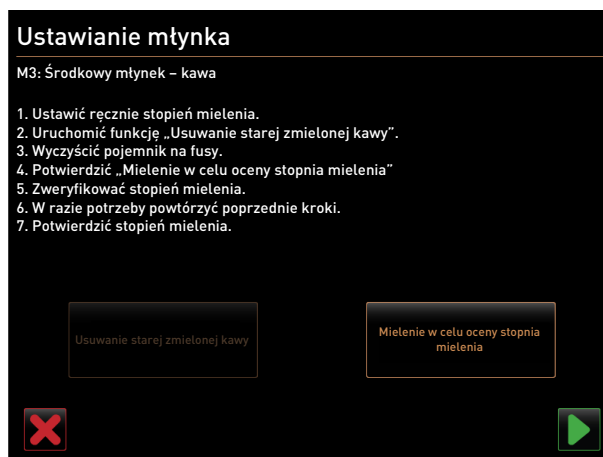 Ustawianie młynka
M3: Środkowy młynek – kawa
1. Ustawić ręcznie stopień mielenia.
2. Uruchomić funkcję „Usuwanie starej zmielonej kawy”.
3. Wyczyścić pojemnik na fusy.
4. Potwierdzić „Mielenie w celu oceny stopnia mielenia”
5. Zweryfikować stopień mielenia.
6. W razie potrzeby powtórzyć poprzednie kroki.
7. Potwierdzić stopień mielenia.
Usuwanie starej zmielonej kawy
Mielenie w celu oceny stopnia
mielenia